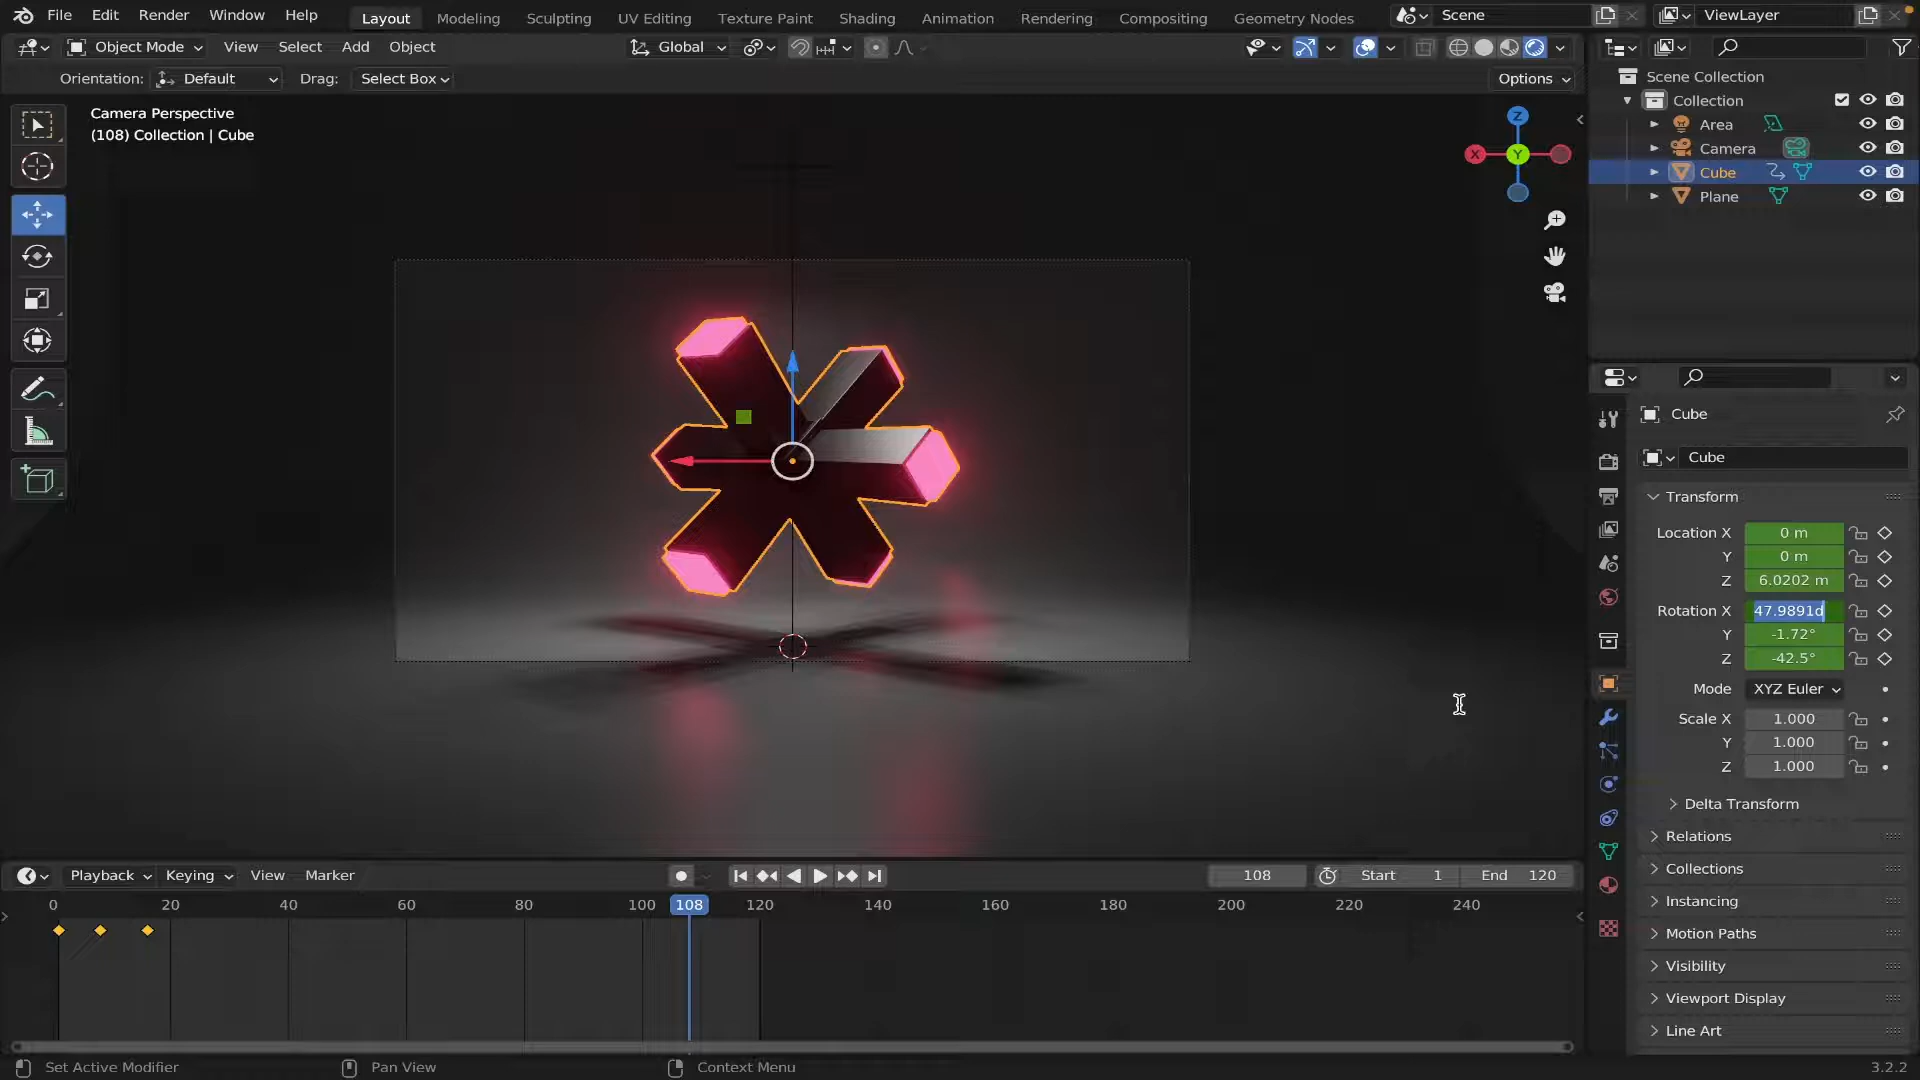 File Edit Render Window Help Layout Modeling Sculpting UV Editing Texture Paint Shading Animation Rendering Compositing Geometry Nodes Scene ViewLayer
Object Mode View Select Add Object Global
Orientation: Default Drag: Select Box Options
Camera Perspective
(108) Collection | Cube
Z
X Y
Scene Collection
Collection
Area
Camera
Cube
Plane
Cube
Cube
Transform
Location X 0 m
Y 0 m
Z 6.0202 m
Rotation X 47.9891d
Y -1.72°
Z -42.5°
Mode XYZ Euler
Scale X 1.000
Y 1.000
Z 1.000
Delta Transform
Relations
Collections
Instancing
Motion Paths
Visibility
Viewport Display
Line Art
Playback Keying View Marker 108 Start 1 End 120
0 20 40 60 80 100 108 120 140 160 180 200 220 240
Set Active Modifier Pan View Context Menu 3.2.2